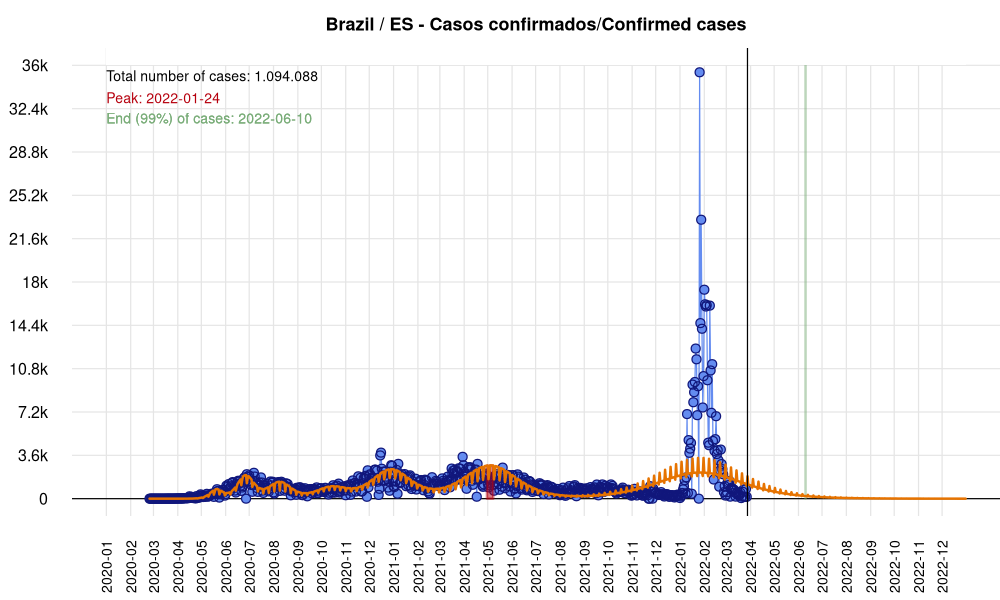 Brazil / ES - Casos confirmados/Confirmed cases
Total number of cases: 1.094.088
Peak: 2022-01-24
End (99%) of cases: 2022-06-10
36k
32.4k
28.8k
25.2k
21.6k
18k
14.4k
10.8k
7.2k
3.6k
0
2020-01
2020-02
2020-03
2020-04
2020-05
2020-06
2020-07
2020-08
2020-09
2020-10
2020-11
2020-12
2021-01
2021-02
2021-03
2021-04
2021-05
2021-06
2021-07
2021-08
2021-09
2021-10
2021-11
2021-12
2022-01
2022-02
2022-03
2022-04
2022-05
2022-06
2022-07
2022-08
2022-09
2022-10
2022-11
2022-12